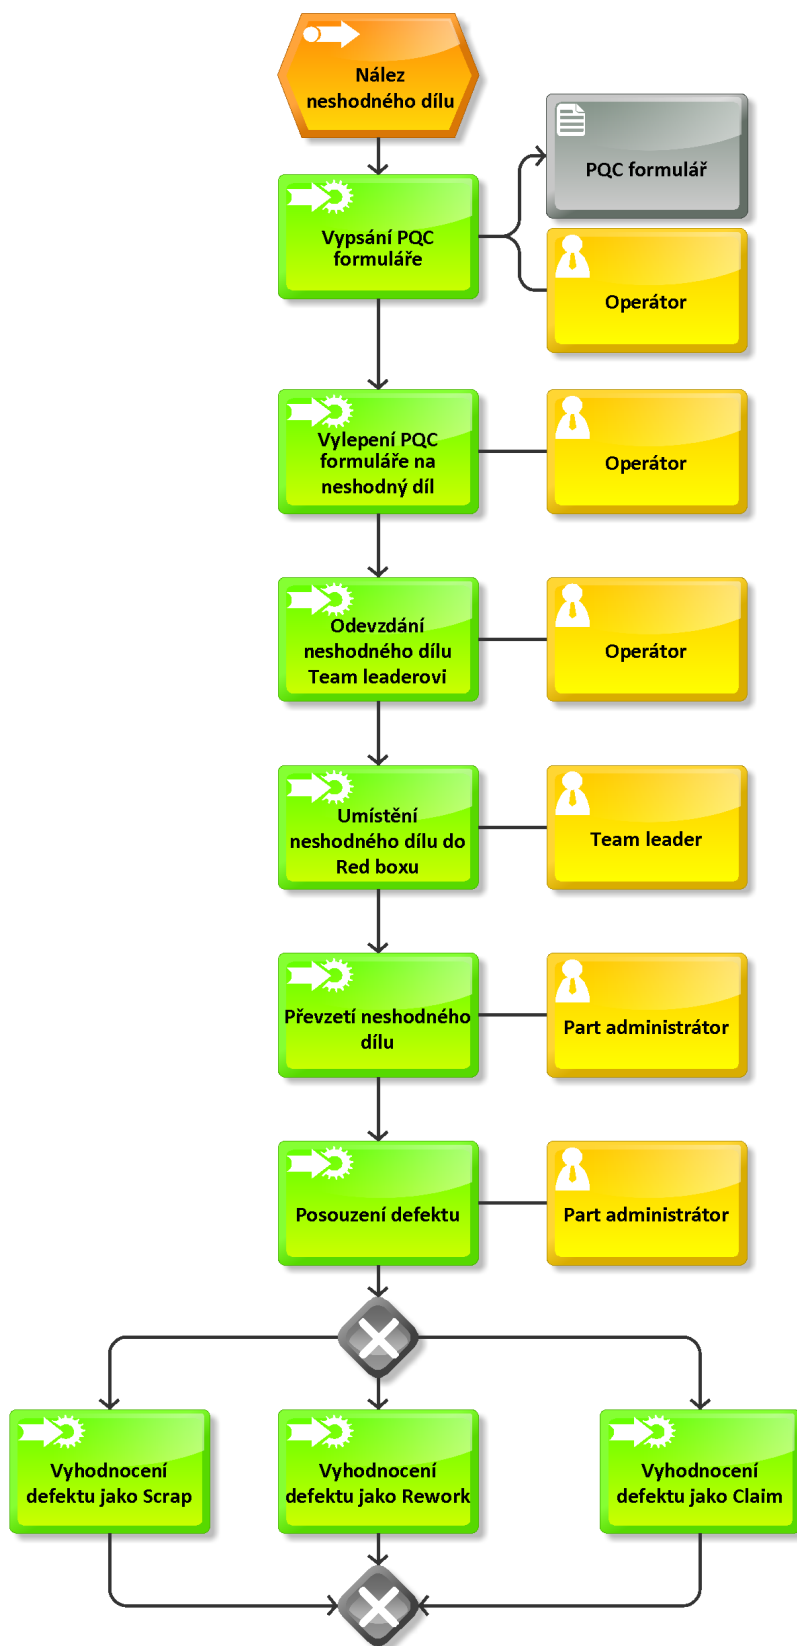 Nález
neshodného dílu
PQC formulář
Vypsání PQC
formuláře
Operátor
Vylepení PQC
formuláře na
neshodný díl
Operátor
Odevzdání
neshodného dílu
Team leaderovi
Operátor
Umístění
neshodného dílu do
Red boxu
Team leader
Převzetí neshodného
dílu
Part administrátor
Posouzení defektu
Part administrátor
Vyhodnocení
defektu jako Scrap
Vyhodnocení
defektu jako Rework
Vyhodnocení
defektu jako Claim